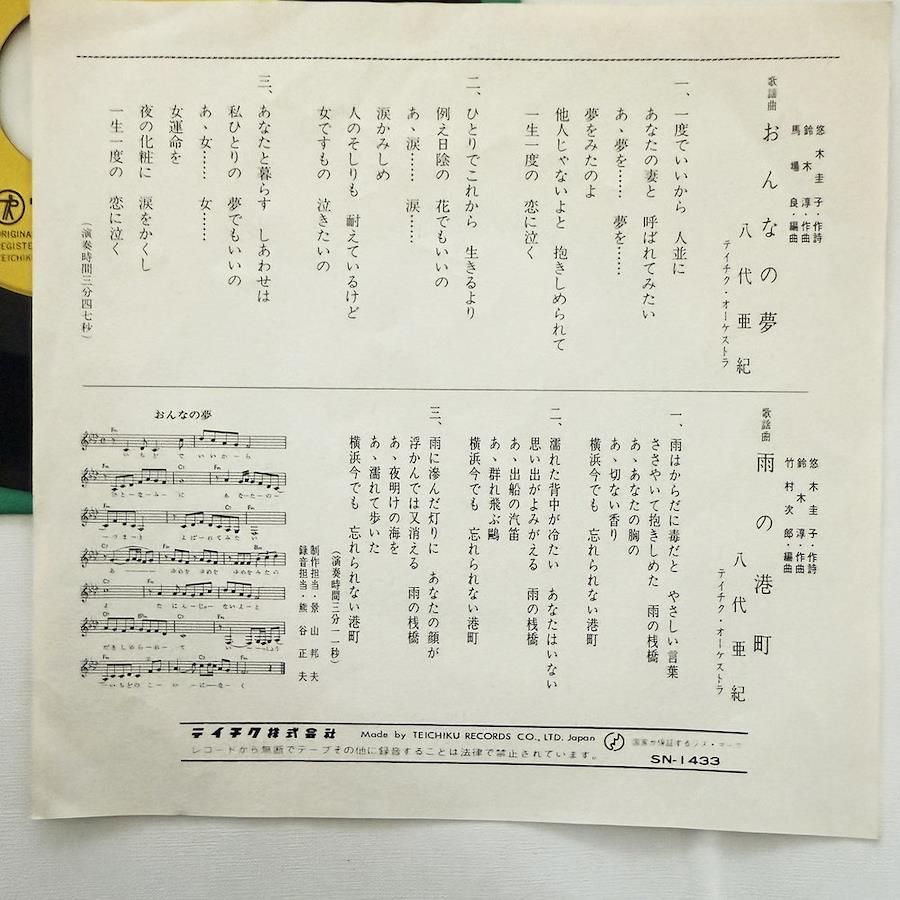 歌謡曲
おんなの夢
悠木圭子・作詩
鈴木淳・作曲
馬場良・編曲
八代亜紀
テイチク・オーケストラ
一、一度でいいから 人並に
あなたの妻と 呼ばれてみたい
あゝ夢を…… 夢を……
夢をみたのよ
他人じゃないよと 抱きしめられて
一生一度の 恋に泣く
二、ひとりでこれから 生きるより
例え日陰の 花でもいいの
あゝ涙…… 涙……
涙かみしめ
人のそしりも 耐えているけど
女ですもの 泣きたいの
三、あなたと暮らす しあわせは
私ひとりの 夢でもいいの
あゝ女…… 女……
女運命を
夜の化粧に 涙をかくし
一生一度の 恋に泣く
(演奏時間三分四七秒)
歌謡曲
雨の港町
悠木圭子・作詩
鈴木淳・作曲
竹村次郎・編曲
八代亜紀
テイチク・オーケストラ
一、雨はからだに毒だと やさしい言葉
ささやいて抱きしめた 雨の桟橋
あゝあなたの胸の
あゝ切ない香り
横浜今でも 忘れられない港町
二、濡れた背中が冷たい あなたはいない
思い出がよみがえる 雨の桟橋
あゝ出船の汽笛
あゝ群れ飛ぶ鷗
横浜今でも 忘れられない港町
三、雨に滲んだ灯りに あなたの顔が
浮かんでは又消える 雨の桟橋
あゝ夜明けの海を
あゝ濡れて歩いた
横浜今でも 忘れられない港町
(演奏時間三分一一秒)
制作担当・景山邦夫
録音担当・熊谷正夫
おんなの夢
テイチク株式会社 Made by TEICHIKU RECORDS CO., LTD. Japan
レコードから無断でテープその他に録音することは法律で禁止されています。
SN-1433
ORIGINA
REGISTE
TEICHIKU